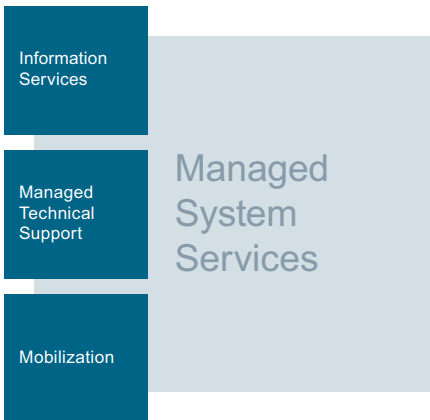 Information
Services
Managed
Technical
Support
Mobilization
Managed
System
Services